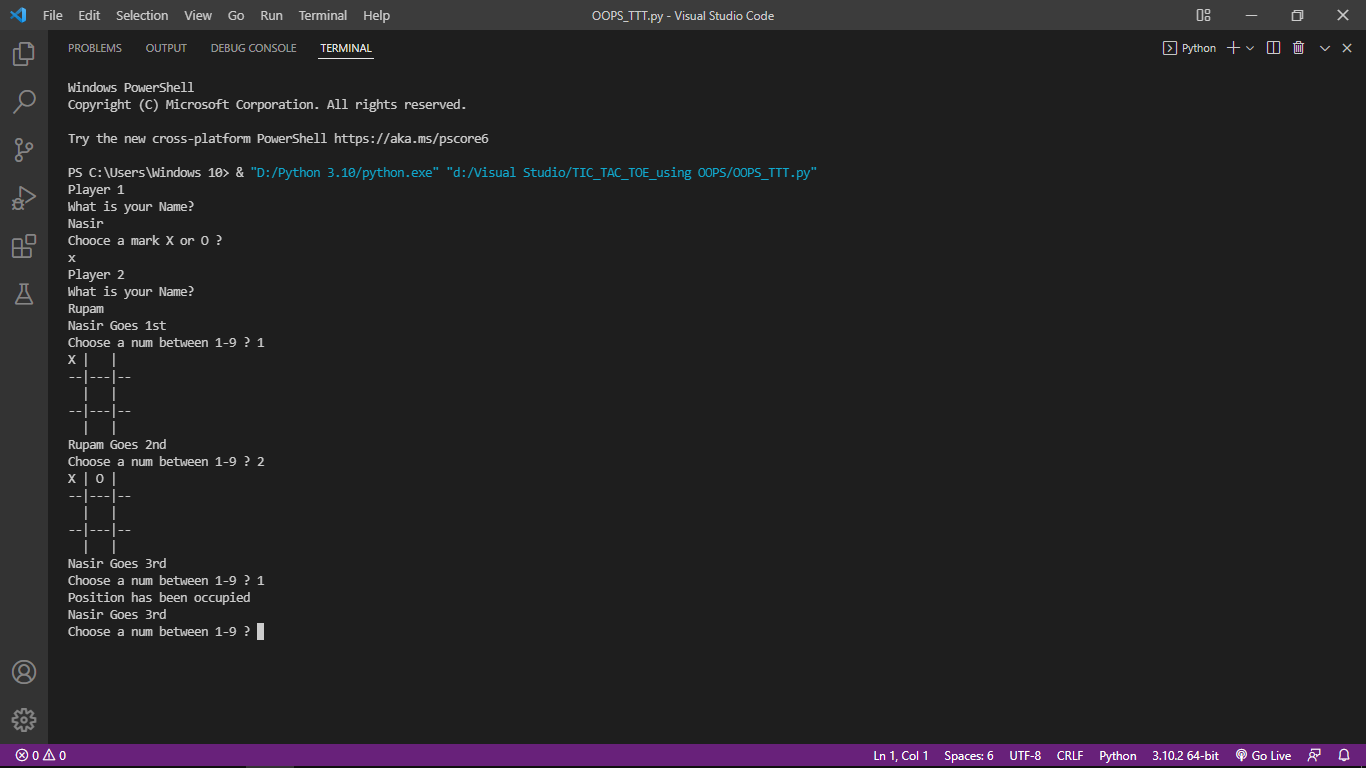 File Edit Selection View Go Run Terminal Help OOPS_TTT.py - Visual Studio Code
PROBLEMS OUTPUT DEBUG CONSOLE TERMINAL Python
Windows PowerShell
Copyright (C) Microsoft Corporation. All rights reserved.
Try the new cross-platform PowerShell https://aka.ms/pscore6
PS C:\Users\Windows 10> & "D:/Python 3.10/python.exe" "d:/Visual Studio/TIC_TAC_TOE_using OOPS/OOPS_TTT.py"
Player 1
What is your Name?
Nasir
Chooce a mark X or O ?
x
Player 2
What is your Name?
Rupam
Nasir Goes 1st
Choose a num between 1-9 ? 1
X |   |
--|---|--
  |   |
--|---|--
  |   |
Rupam Goes 2nd
Choose a num between 1-9 ? 2
X | O |
--|---|--
  |   |
--|---|--
  |   |
Nasir Goes 3rd
Choose a num between 1-9 ? 1
Position has been occupied
Nasir Goes 3rd
Choose a num between 1-9 ?
0 0 Ln 1, Col 1 Spaces: 6 UTF-8 CRLF Python 3.10.2 64-bit Go Live